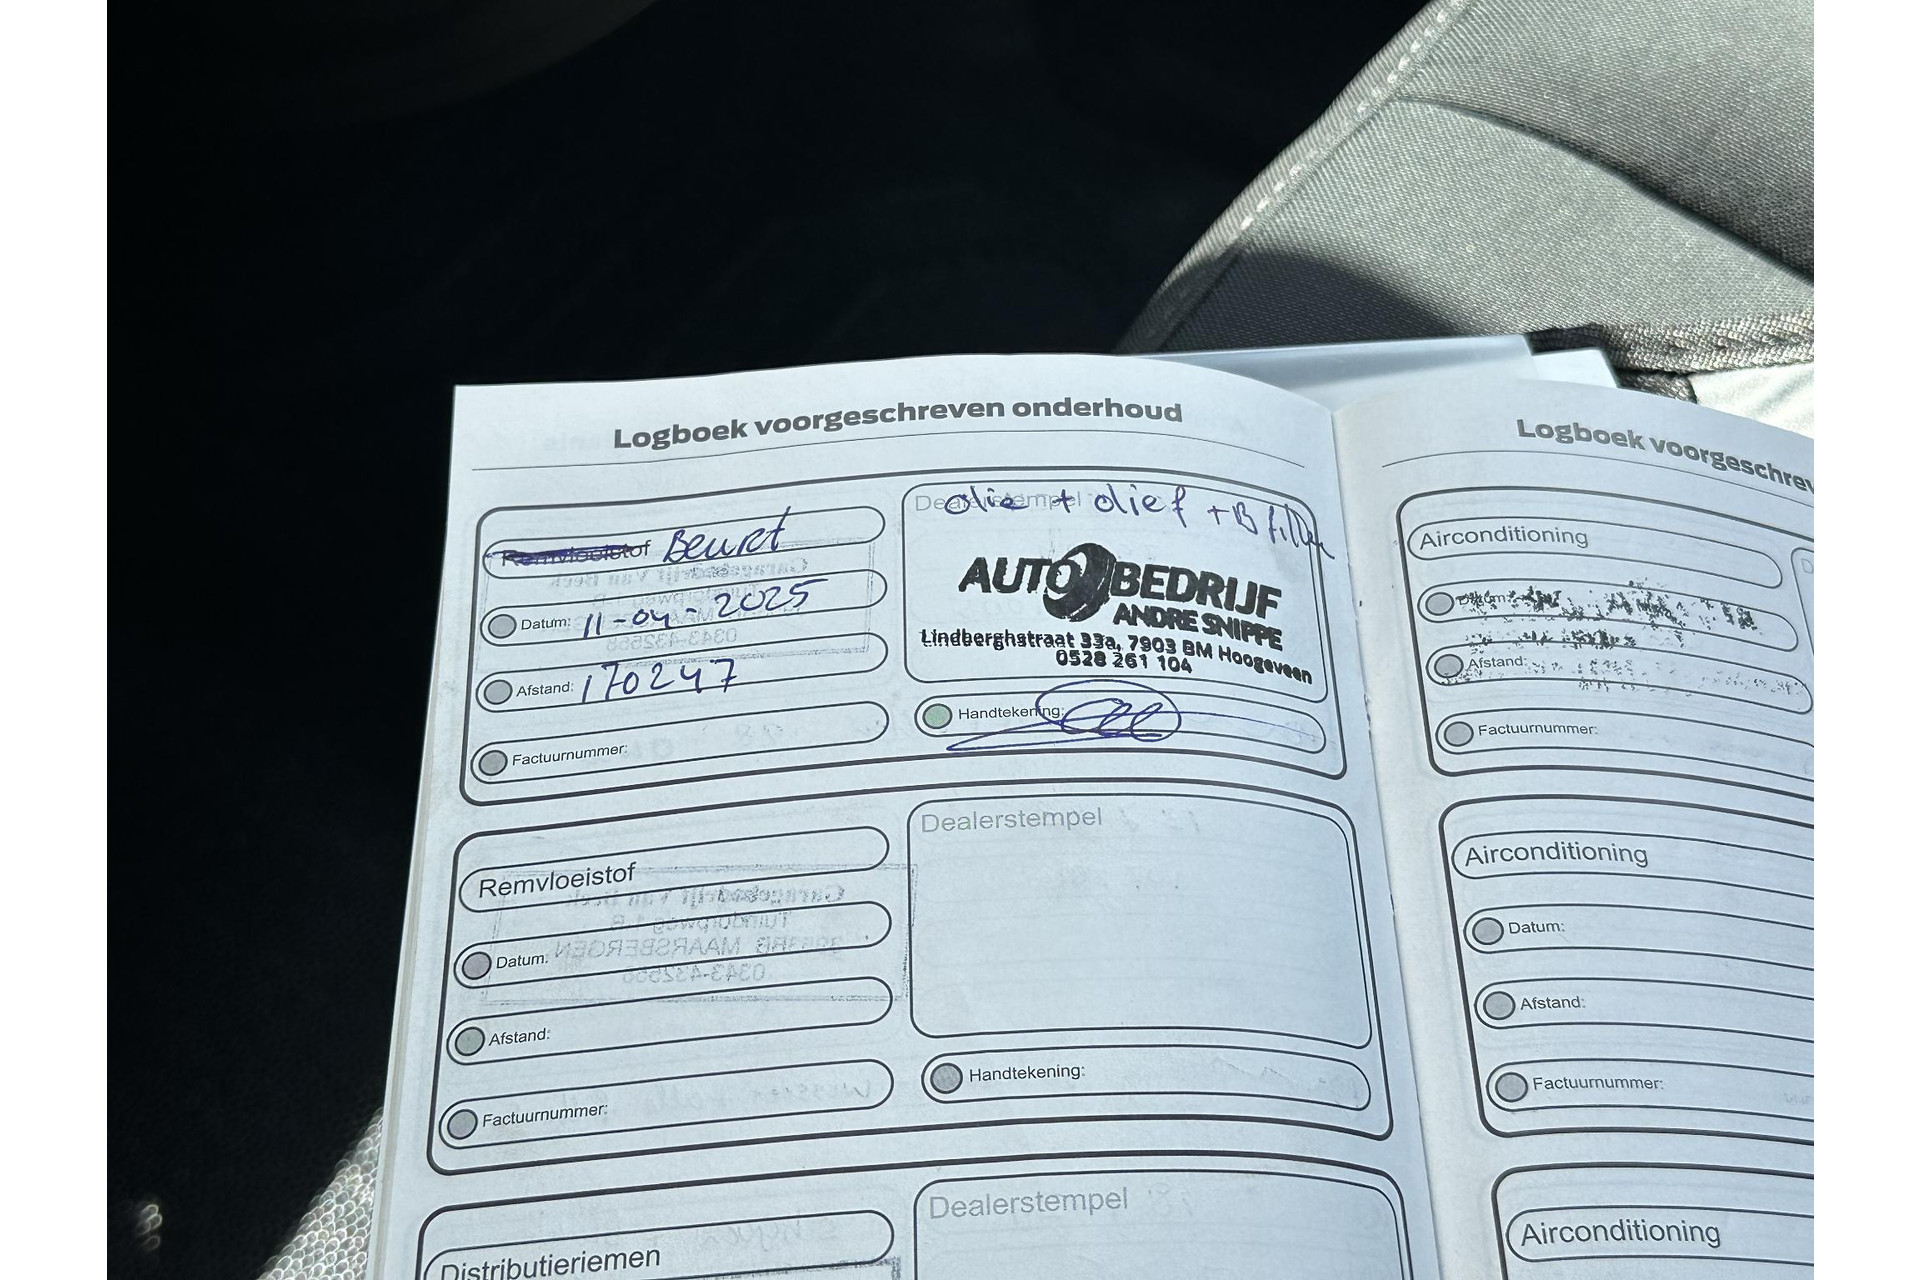 Logboek voorgeschreven onderhoud
Remvloeistof Beurt
Datum: 11-04-2025
Afstand: 170247
Factuurnummer:
Dealerstempel
olie + olief + B filter
AUTO BEDRIJF
ANDRE SNIPPE
Lindberghstraat 33a, 7903 BM Hoogeveen
0528 261 104
Handtekening:
Remvloeistof
Datum:
Afstand:
Factuurnummer:
Dealerstempel
Handtekening:
Distributieriemen
Dealerstempel
Logboek voorgeschrev
Airconditioning
Datum:
Afstand:
Factuurnummer:
Airconditioning
Datum:
Afstand:
Factuurnummer:
Airconditioning